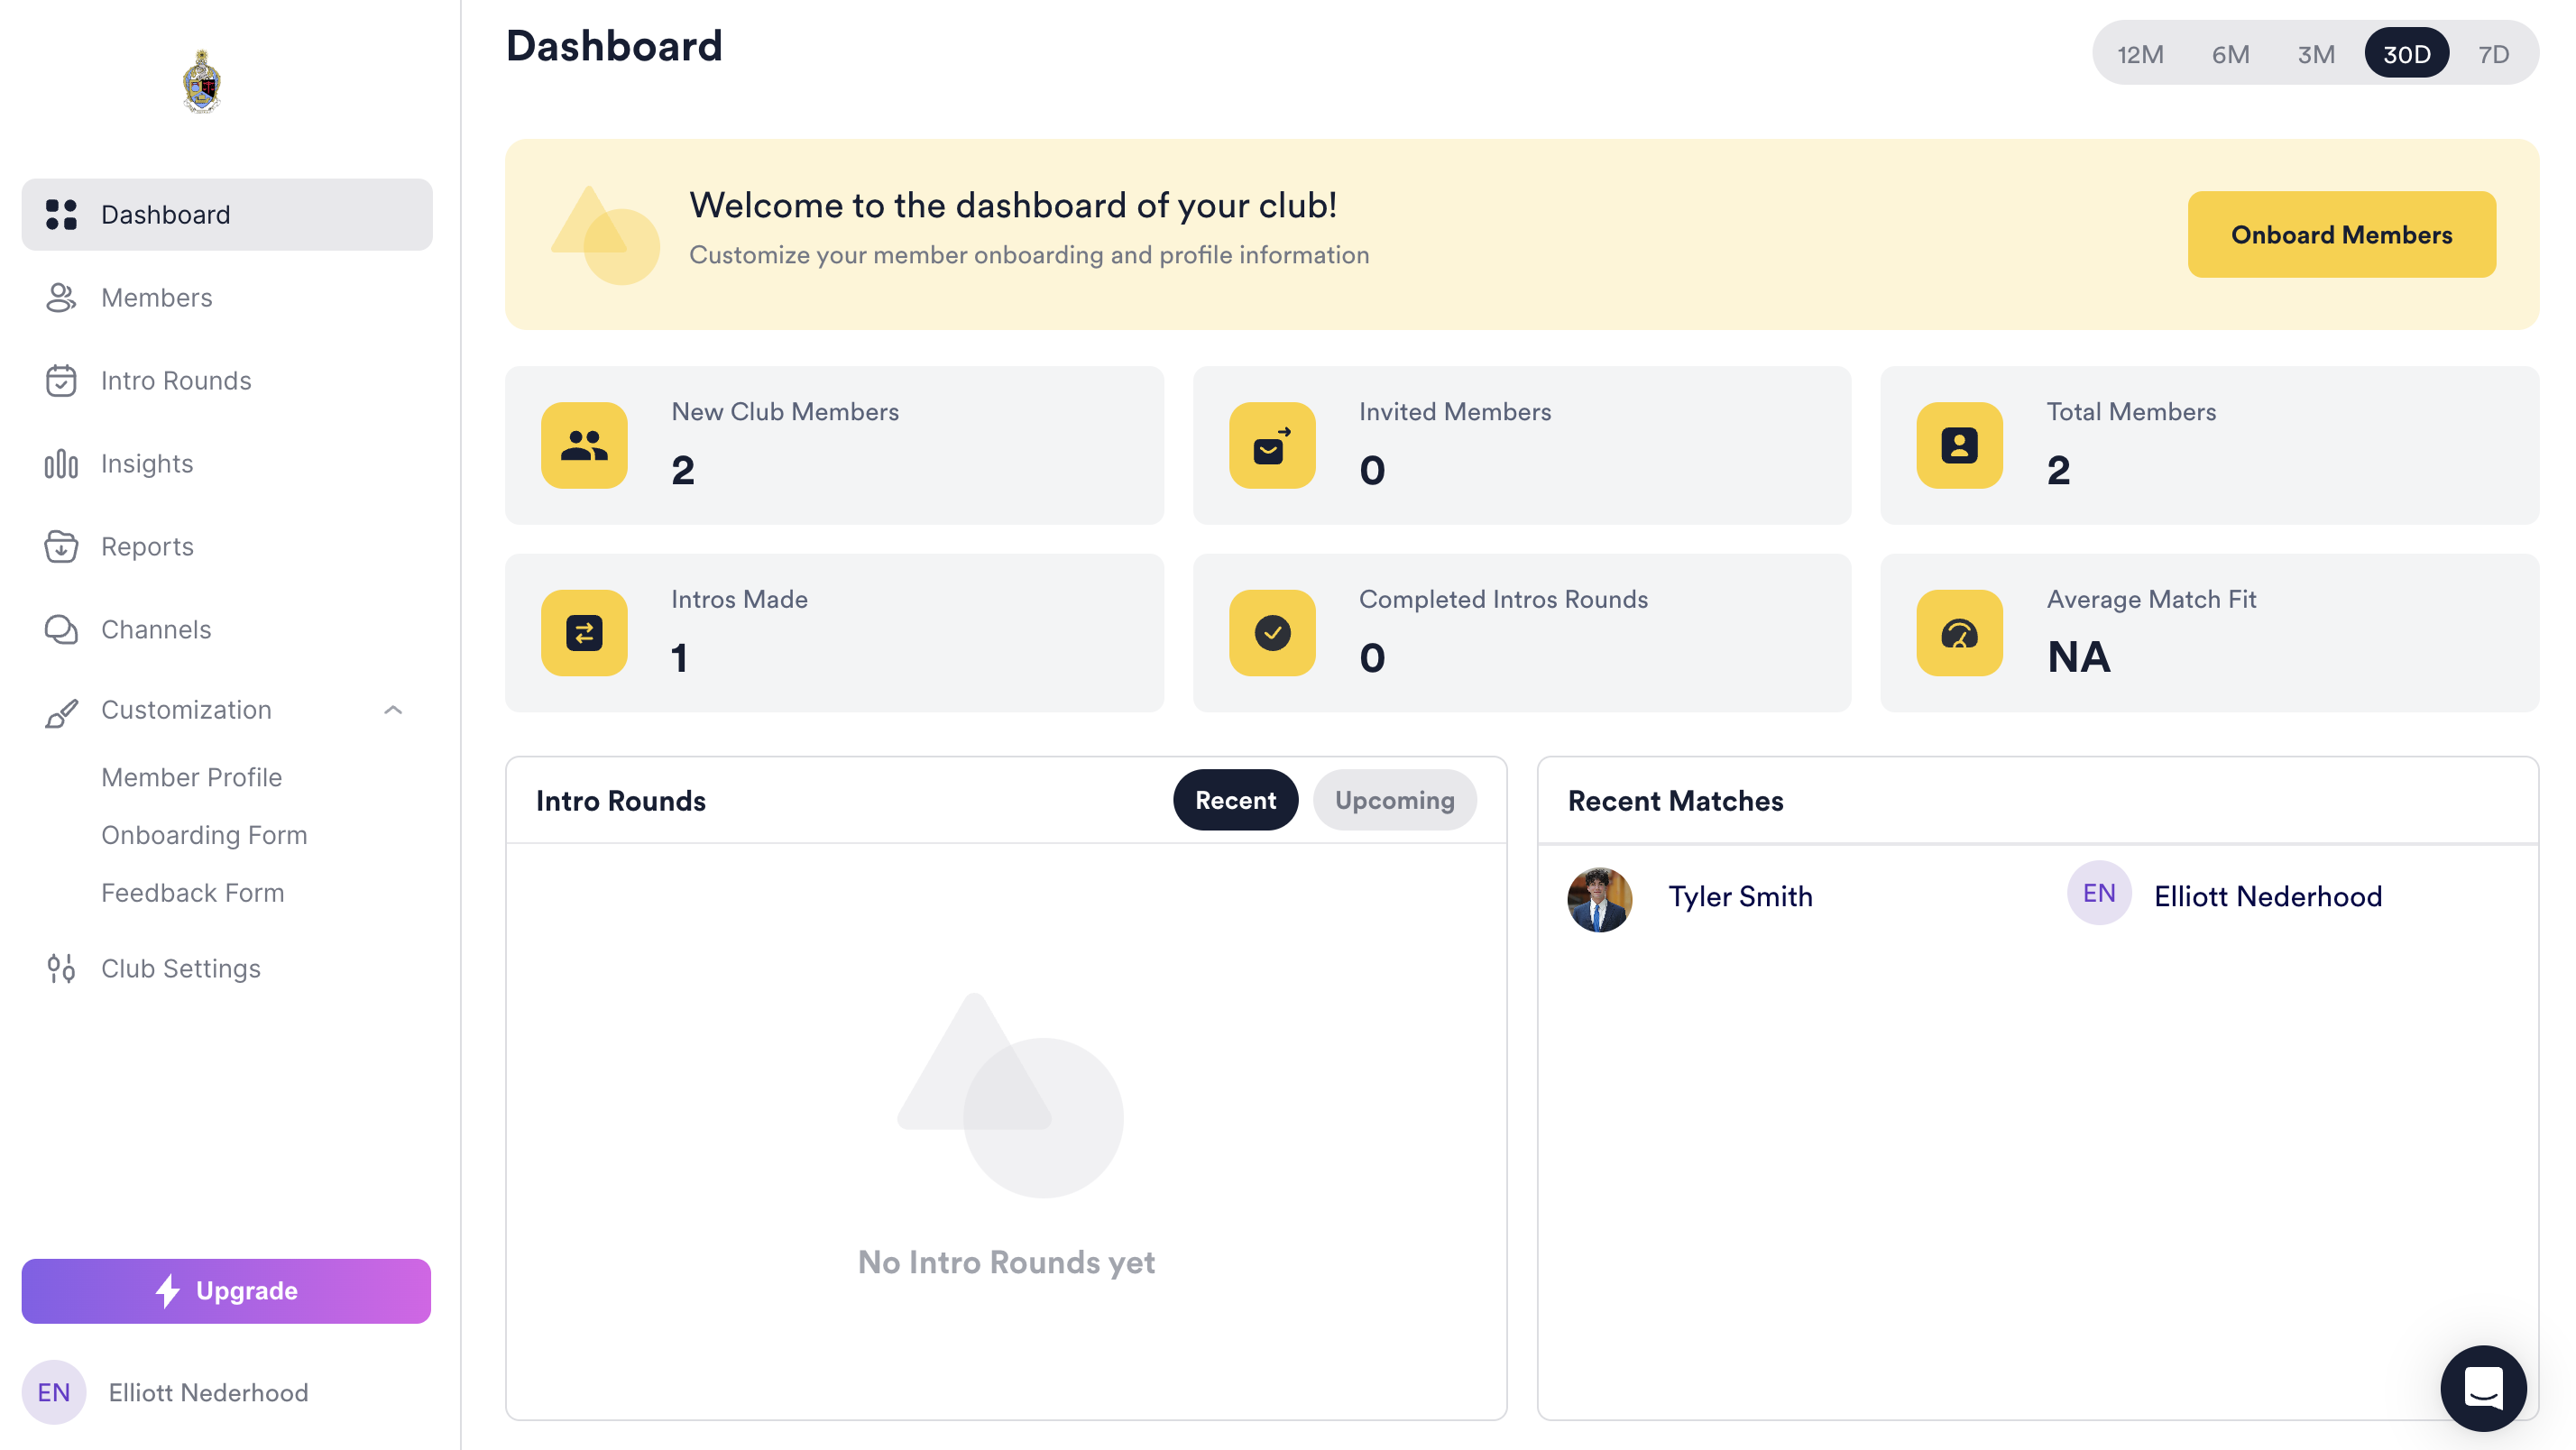 Dashboard
12M 6M 3M 30D 7D
Dashboard
Members
Intro Rounds
Insights
Reports
Channels
Customization
Member Profile
Onboarding Form
Feedback Form
Club Settings
Upgrade
EN Elliott Nederhood
Welcome to the dashboard of your club!
Customize your member onboarding and profile information
Onboard Members
New Club Members
2
Invited Members
0
Total Members
2
Intros Made
1
Completed Intros Rounds
0
Average Match Fit
NA
Intro Rounds
Recent Upcoming
No Intro Rounds yet
Recent Matches
Tyler Smith
EN Elliott Nederhood